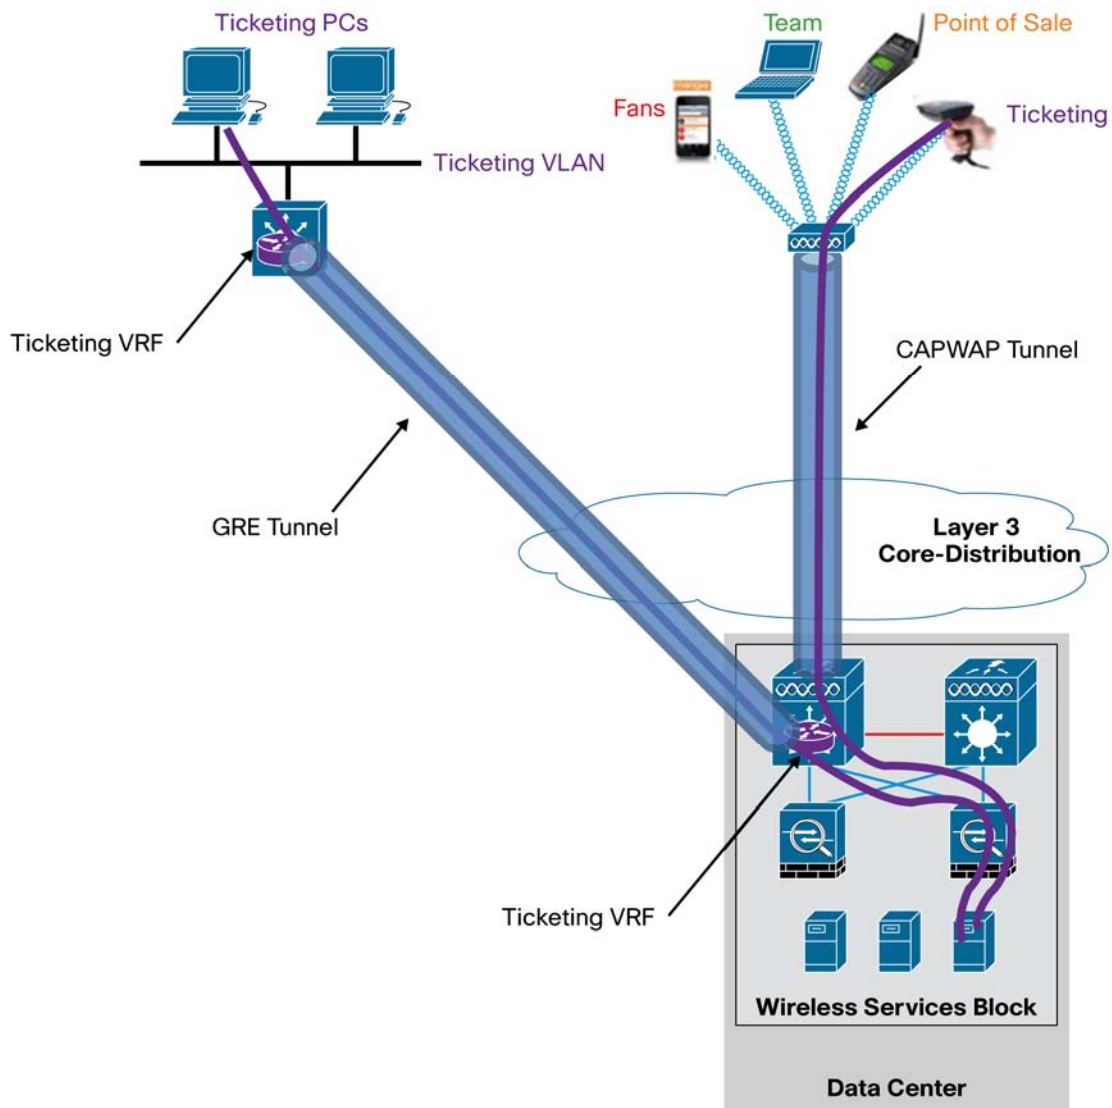 Ticketing PCs
Team
Point of Sale
Fans
Ticketing
Ticketing VLAN
Ticketing VRF
CAPWAP Tunnel
GRE Tunnel
Layer 3
Core-Distribution
Ticketing VRF
Wireless Services Block
Data Center